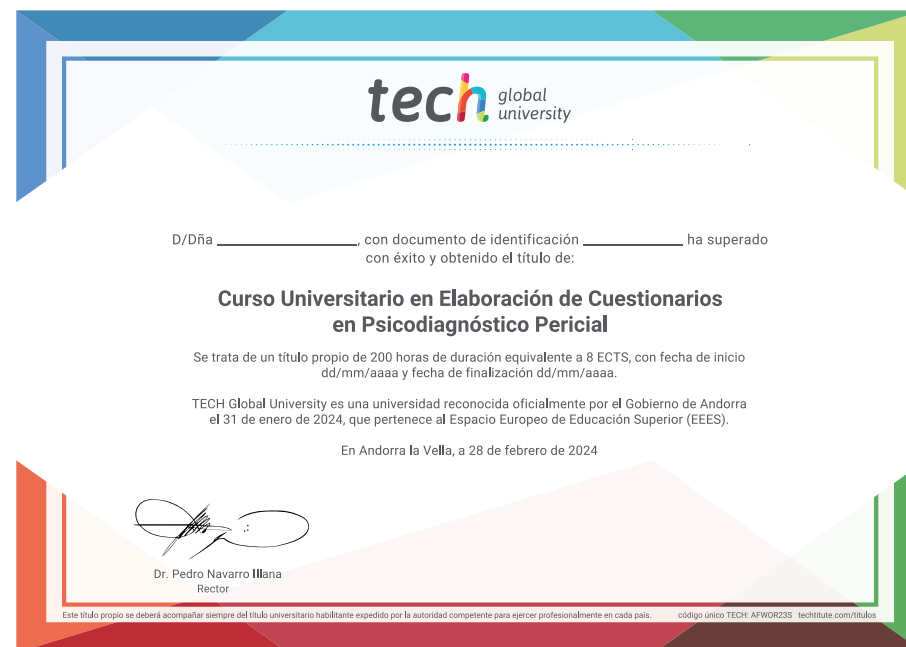 tech global
university
D/Dña ____________________, con documento de identificación ______________ ha superado
con éxito y obtenido el título de:
Curso Universitario en Elaboración de Cuestionarios
en Psicodiagnóstico Pericial
Se trata de un título propio de 200 horas de duración equivalente a 8 ECTS, con fecha de inicio
dd/mm/aaaa y fecha de finalización dd/mm/aaaa.
TECH Global University es una universidad reconocida oficialmente por el Gobierno de Andorra
el 31 de enero de 2024, que pertenece al Espacio Europeo de Educación Superior (EEES).
En Andorra la Vella, a 28 de febrero de 2024
Dr. Pedro Navarro Illana
Rector
Este título propio se deberá acompañar siempre del título universitario habilitante expedido por la autoridad competente para ejercer profesionalmente en cada país. código único TECH: AFWOR23S techtitute.com/titulos